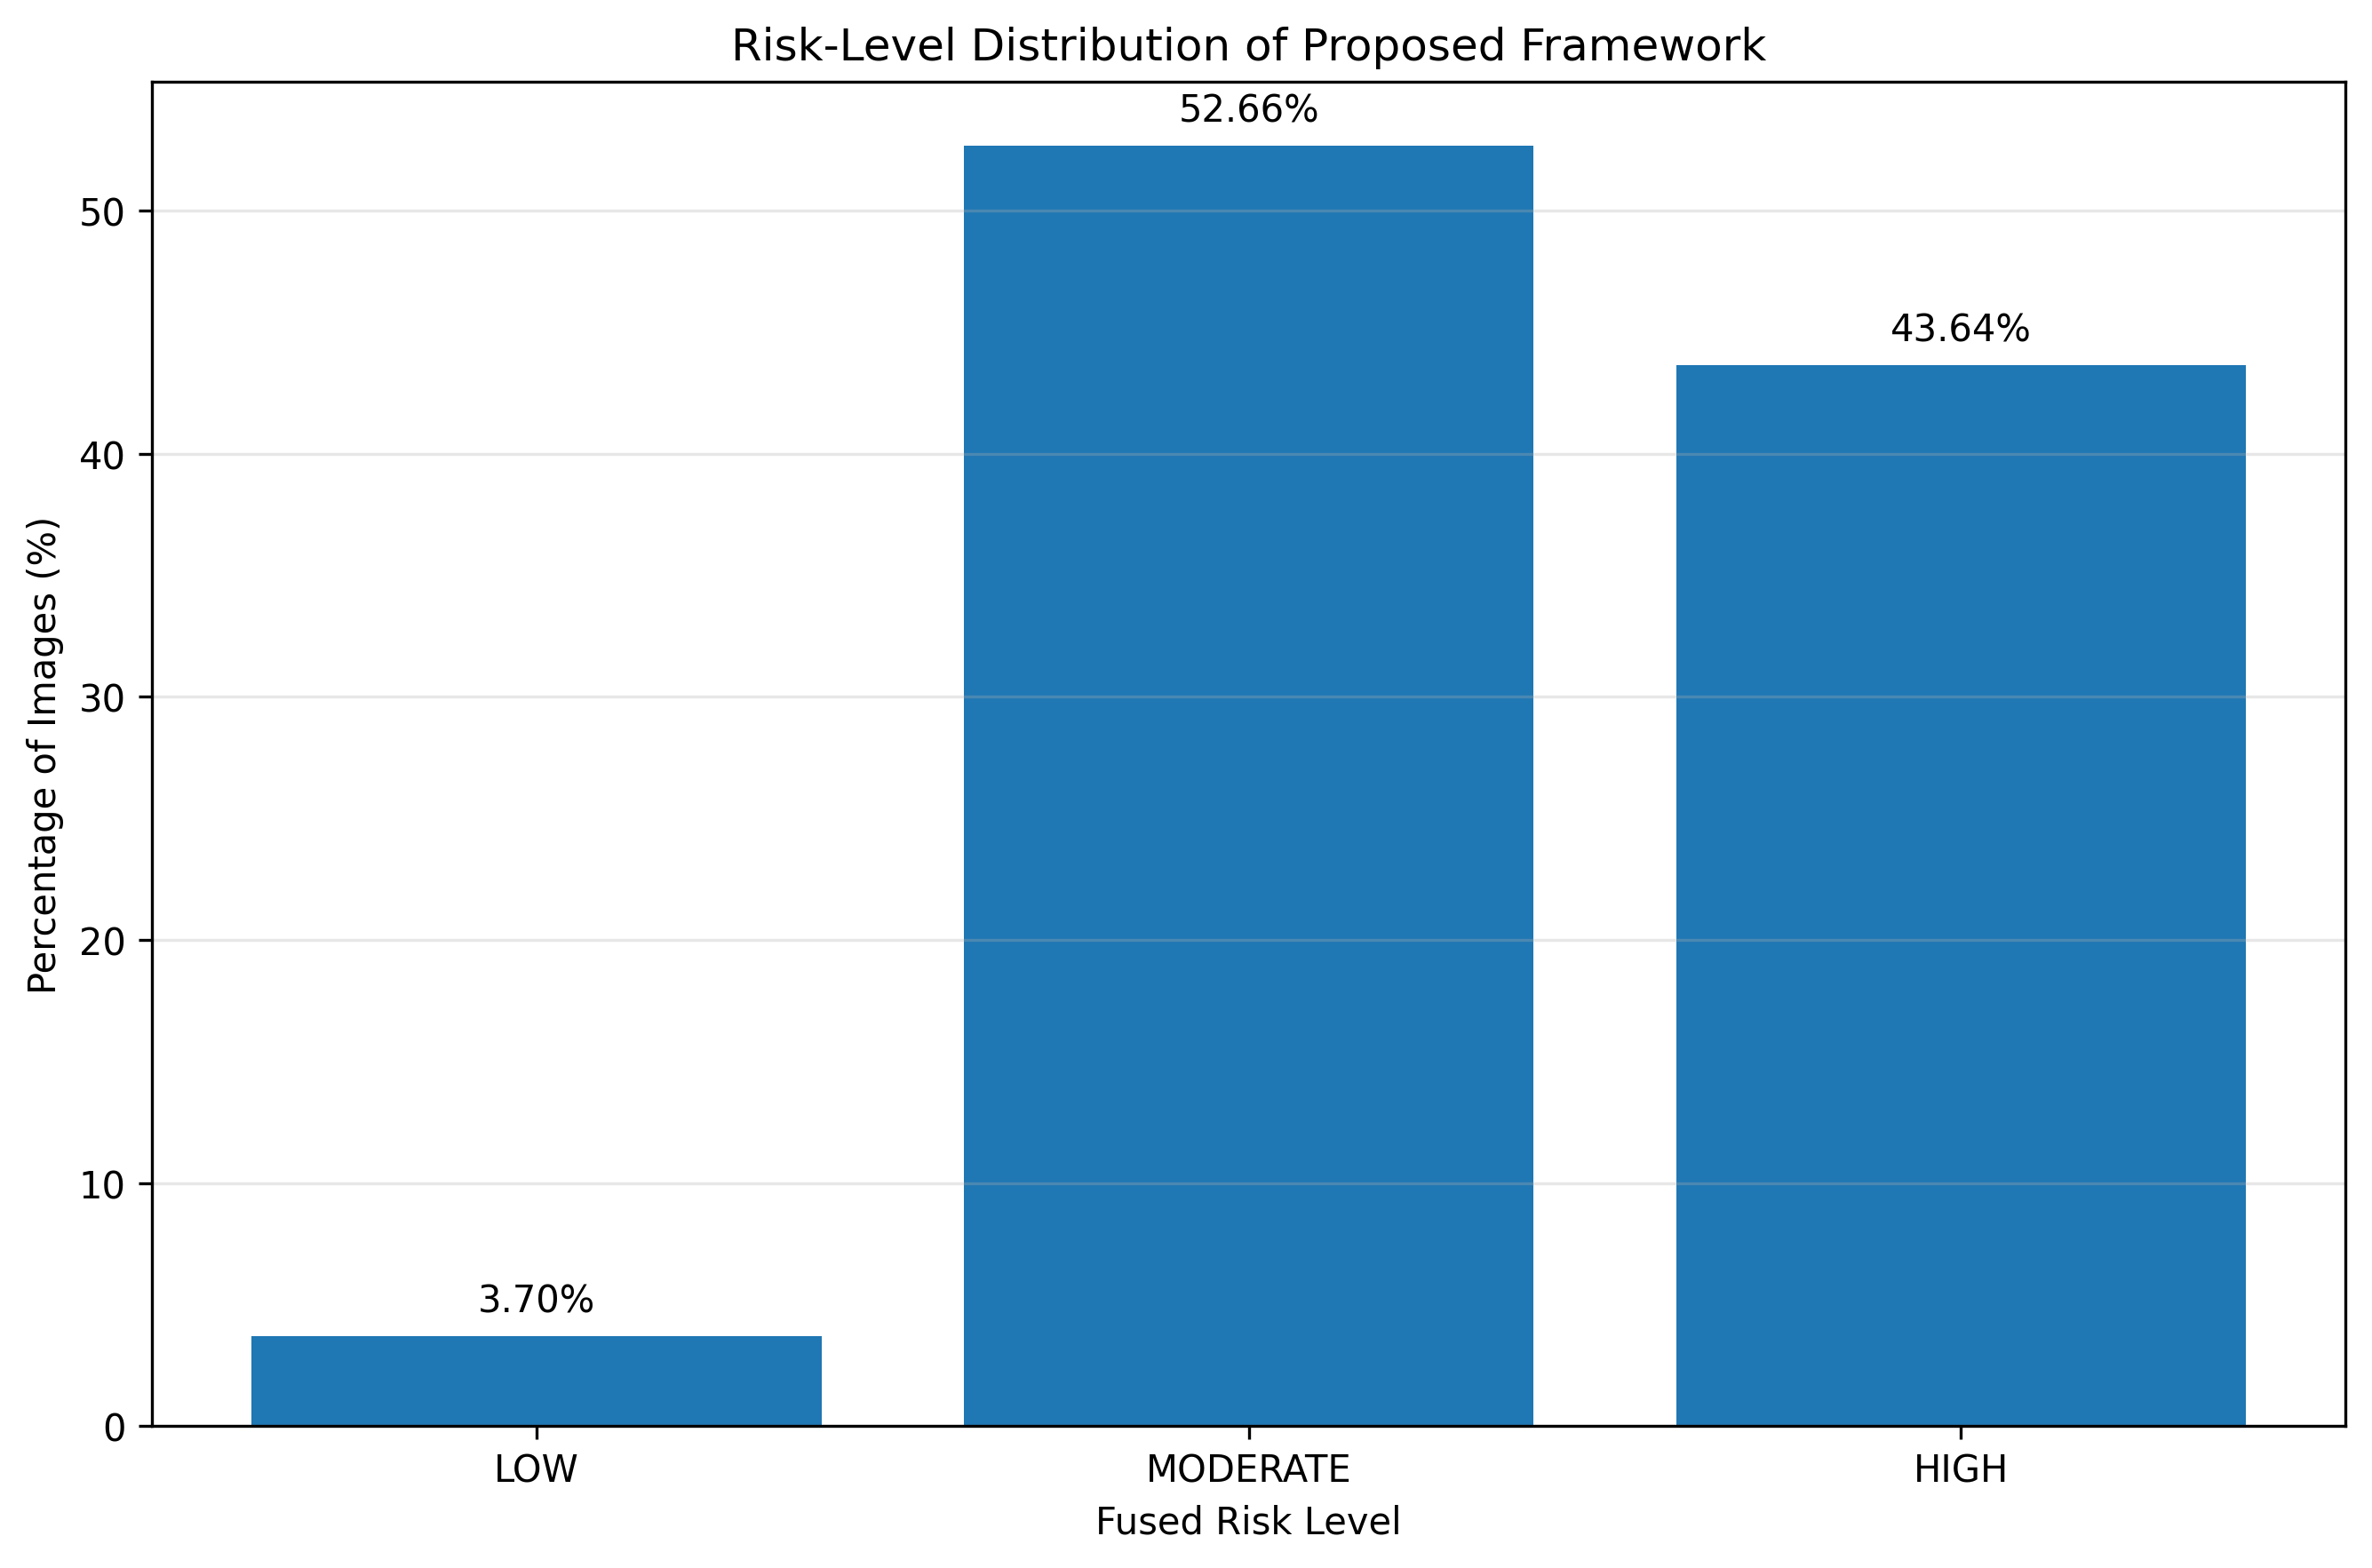 Risk-Level Distribution of Proposed Framework
52.66%
50
43.64%
40
30
20
10
3.70%
0
Percentage of Images (%)
LOW MODERATE HIGH
Fused Risk Level